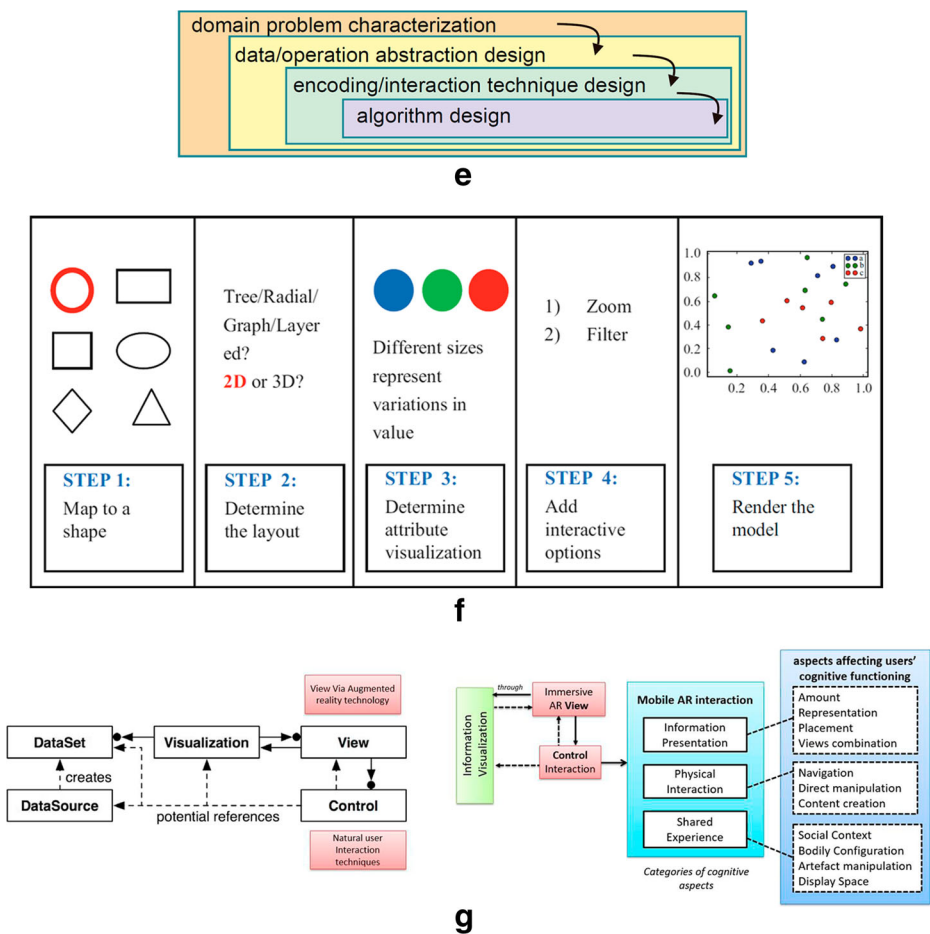 domain problem characterization
data/operation abstraction design
encoding/interaction technique design
algorithm design
e
Tree/Radial/
Graph/Layer
ed?
2D or 3D?
Different sizes
represent
variations in
value
1) Zoom
2) Filter
a
b
c
1.0
0.8
0.6
0.4
0.2
0.0
0.2 0.4 0.6 0.8 1.0
STEP 1:
Map to a
shape
STEP 2:
Determine
the layout
STEP 3:
Determine
attribute
visualization
STEP 4:
Add
interactive
options
STEP 5:
Render the
model
f
View Via Augmented
reality technology
DataSet
Visualization
View
creates
DataSource
potential references
Control
Natural user
Interaction
techniques
Information
Visualization
through
Immersive
AR View
Control
Interaction
Mobile AR interaction
Information
Presentation
Physical
Interaction
Shared
Experience
Categories of cognitive
aspects
aspects affecting users'
cognitive functioning
Amount
Representation
Placement
Views combination
Navigation
Direct manipulation
Content creation
Social Context
Bodily Configuration
Artefact manipulation
Display Space
g